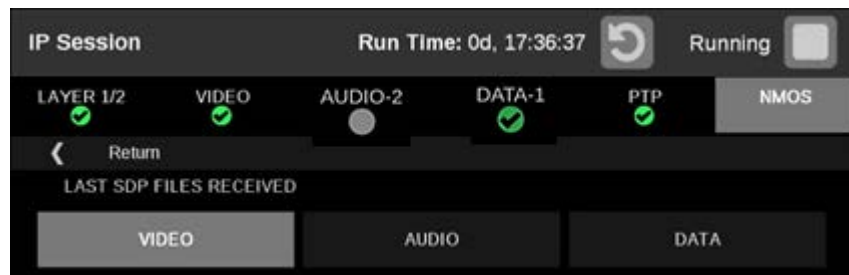 IP Session Run Time: 0d, 17:36:37 Running
LAYER 1/2 VIDEO AUDIO-2 DATA-1 PTP NMOS
Return
LAST SDP FILES RECEIVED
VIDEO AUDIO DATA